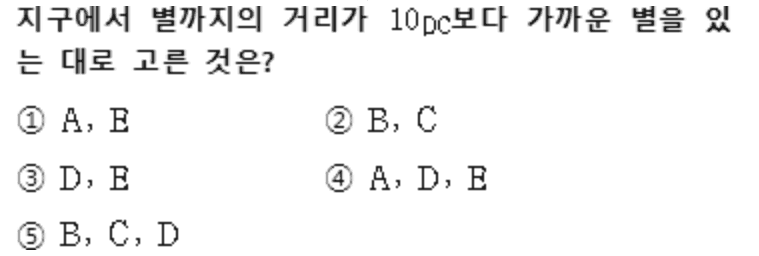 지구에서 별까지의 거리가 10pc보다 가까운 별을 있
는 대로 고른 것은?
① A, E ② B, C
③ D, E ④ A, D, E
⑤ B, C, D